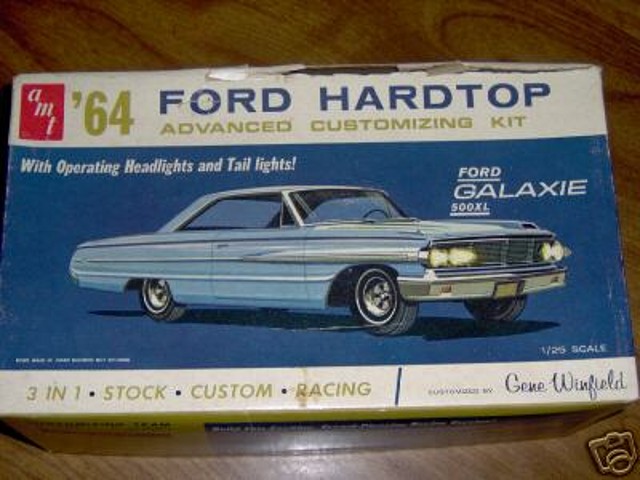 amt
'64 FORD HARDTOP
ADVANCED CUSTOMIZING KIT
With Operating Headlights and Tail lights!
FORD
GALAXIE
500XL
1/25 SCALE
3 IN 1 • STOCK • CUSTOM • RACING
CUSTOMIZED BY Gene Winfield